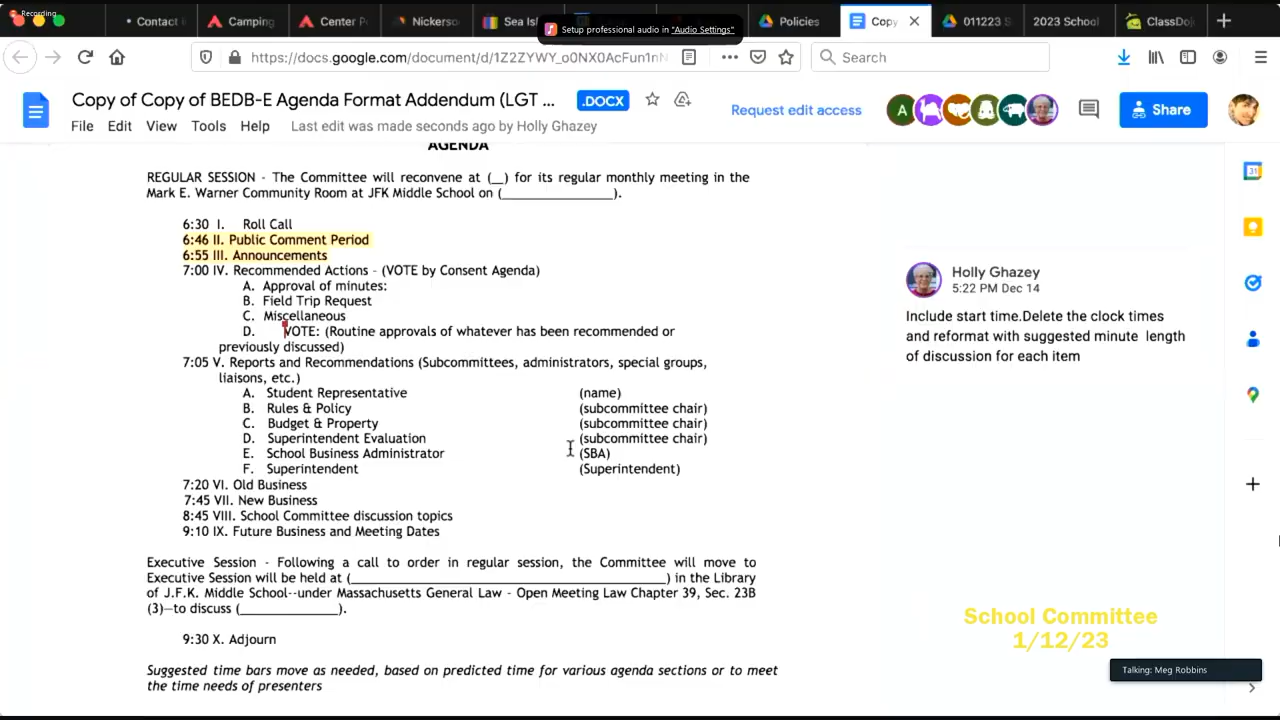 Recording
Contact
Camping
Center P
Nickerso
Sea Isl
Policies
Copy
011223 S
2023 School
ClassDoj
Setup professional audio in "Audio Settings"
https://docs.google.com/document/d/1Z2ZYWY_o0NX0AcFun1nN
Search
Copy of Copy of BEDB-E Agenda Format Addendum (LGT ...
.DOCX
Request edit access
A
Share
File Edit View Tools Help
Last edit was made seconds ago by Holly Ghazey
AGENDA
REGULAR SESSION - The Committee will reconvene at (__) for its regular monthly meeting in the
Mark E. Warner Community Room at JFK Middle School on (________________).
6:30 I. Roll Call
6:46 II. Public Comment Period
6:55 III. Announcements
7:00 IV. Recommended Actions - (VOTE by Consent Agenda)
A. Approval of minutes:
B. Field Trip Request
C. Miscellaneous
D. VOTE: (Routine approvals of whatever has been recommended or
previously discussed)
7:05 V. Reports and Recommendations (Subcommittees, administrators, special groups,
liaisons, etc.)
A. Student Representative (name)
B. Rules & Policy (subcommittee chair)
C. Budget & Property (subcommittee chair)
D. Superintendent Evaluation (subcommittee chair)
E. School Business Administrator (SBA)
F. Superintendent (Superintendent)
7:20 VI. Old Business
7:45 VII. New Business
8:45 VIII. School Committee discussion topics
9:10 IX. Future Business and Meeting Dates
Executive Session - Following a call to order in regular session, the Committee will move to
Executive Session will be held at (_____________________________________________) in the Library
of J.F.K. Middle School--under Massachusetts General Law - Open Meeting Law Chapter 39, Sec. 23B
(3)—to discuss (______________).
9:30 X. Adjourn
Suggested time bars move as needed, based on predicted time for various agenda sections or to meet
the time needs of presenters
Holly Ghazey
5:22 PM Dec 14
Include start time.Delete the clock times
and reformat with suggested minute length
of discussion for each item
31
School Committee
1/12/23
Talking: Meg Robbins